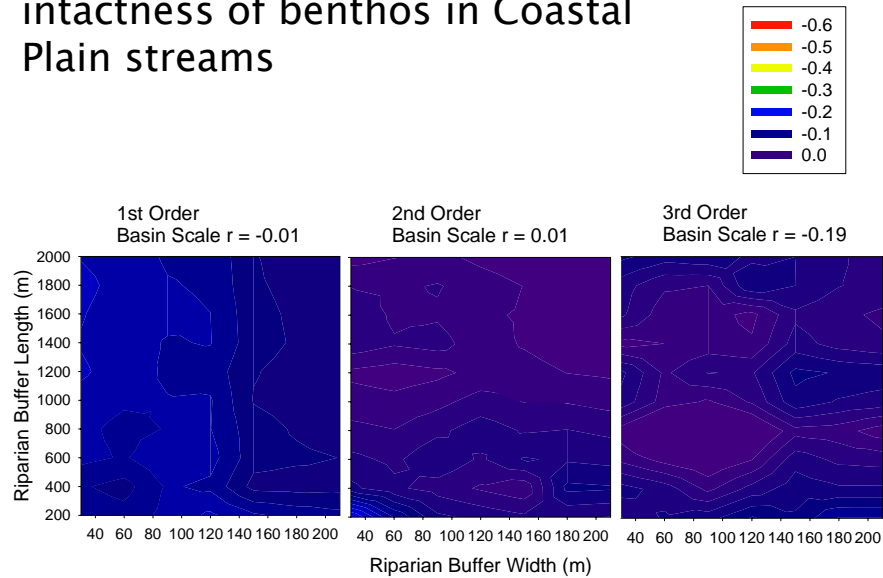 intactness of benthos in Coastal
Plain streams
-0.6
-0.5
-0.4
-0.3
-0.2
-0.1
0.0
1st Order
Basin Scale r = -0.01
2nd Order
Basin Scale r = 0.01
3rd Order
Basin Scale r = -0.19
Riparian Buffer Length (m)
2000
1800
1600
1400
1200
1000
800
600
400
200
40 60 80 100 120 140 160 180 200
40 60 80 100 120 140 160 180 200
40 60 80 100 120 140 160 180 200
Riparian Buffer Width (m)